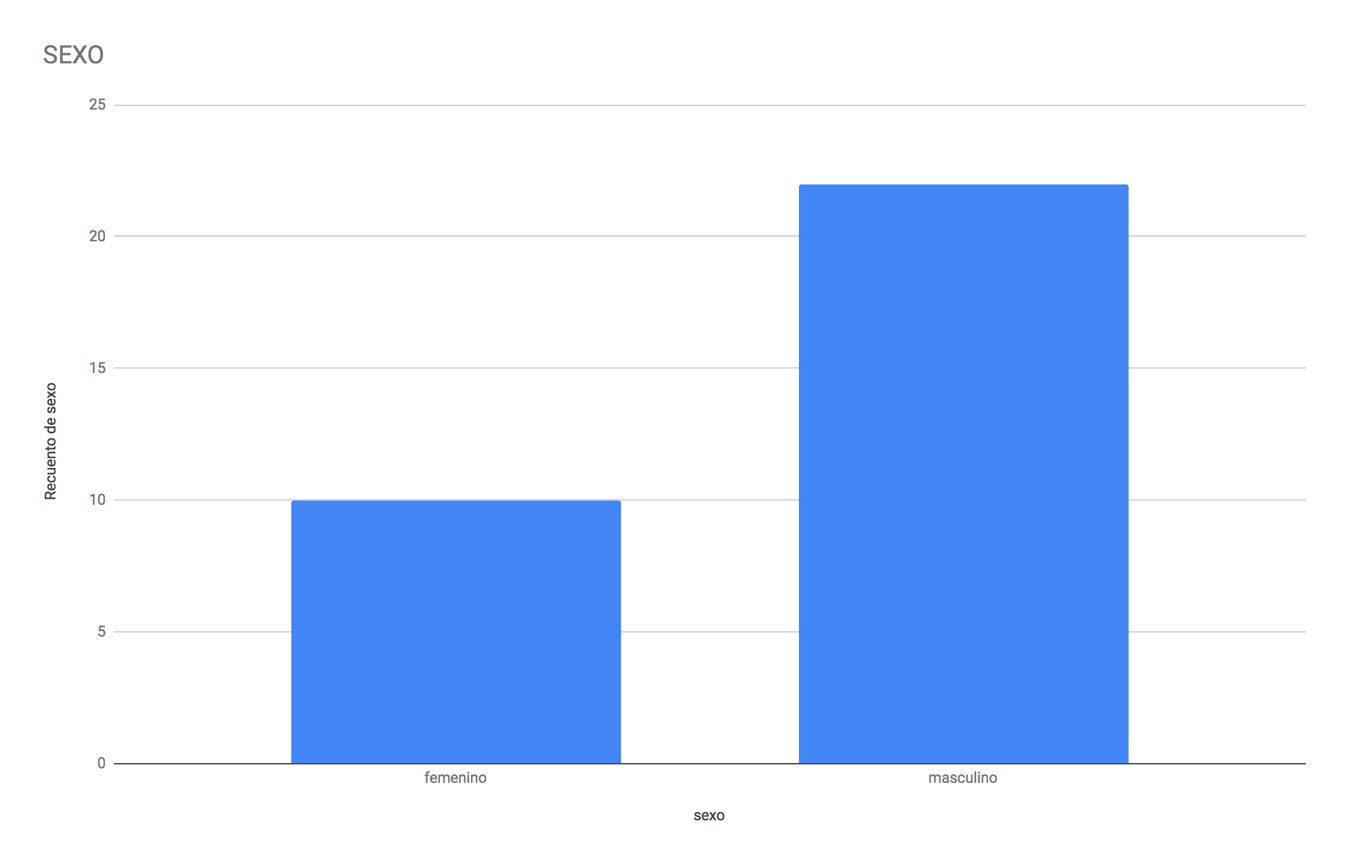 SEXO
25
20
15
10
5
0
Recuento de sexo
femenino
masculino
sexo